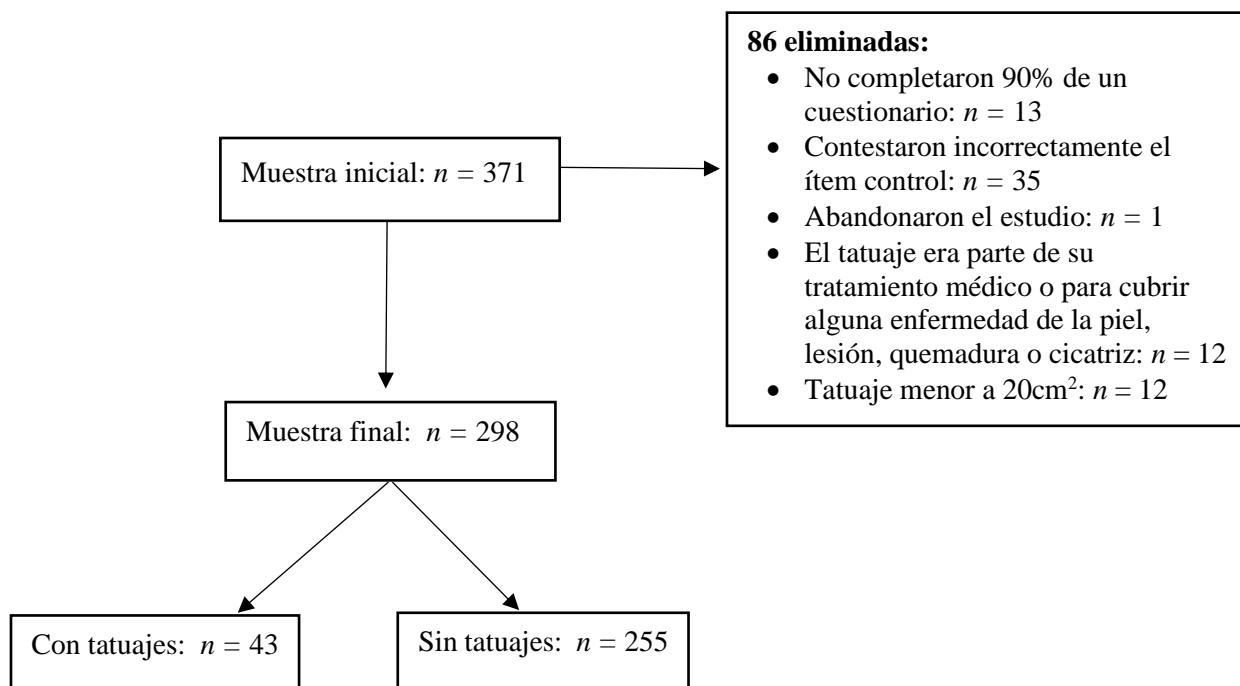 86 eliminadas:
• No completaron 90% de un
cuestionario: n = 13
• Contestaron incorrectamente el
ítem control: n = 35
• Abandonaron el estudio: n = 1
• El tatuaje era parte de su
tratamiento médico o para cubrir
alguna enfermedad de la piel,
lesión, quemadura o cicatriz: n = 12
• Tatuaje menor a 20cm²: n = 12
Muestra inicial: n = 371
Muestra final: n = 298
Con tatuajes: n = 43
Sin tatuajes: n = 255